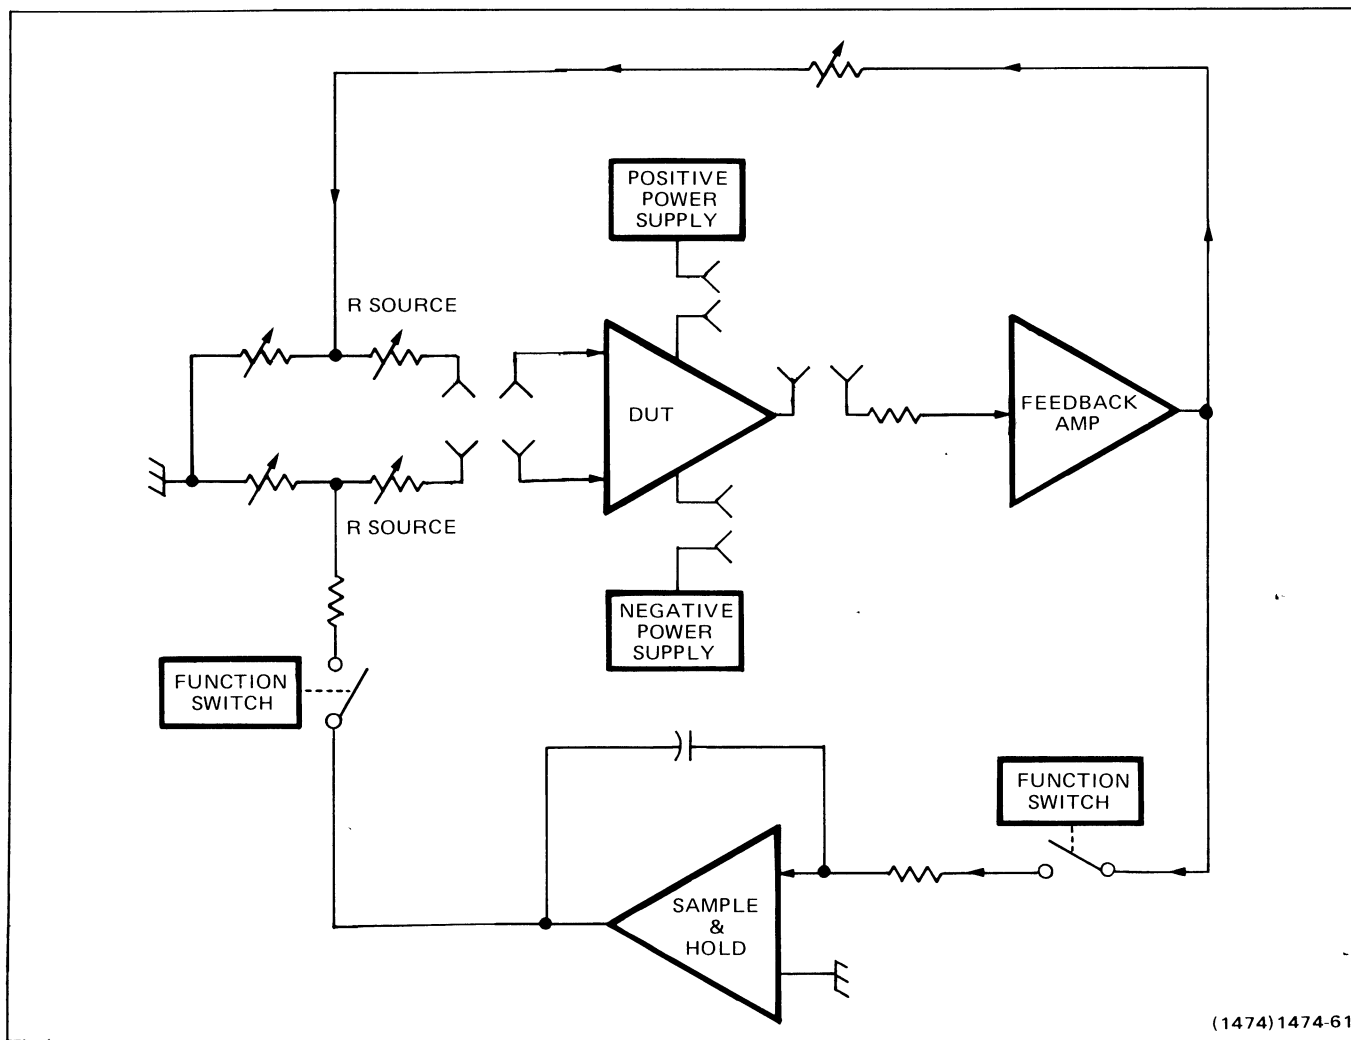 POSITIVE
POWER
SUPPLY
R SOURCE
DUT
FEEDBACK
AMP
R SOURCE
NEGATIVE
POWER
SUPPLY
FUNCTION
SWITCH
FUNCTION
SWITCH
SAMPLE
&
HOLD
(1474)1474-61